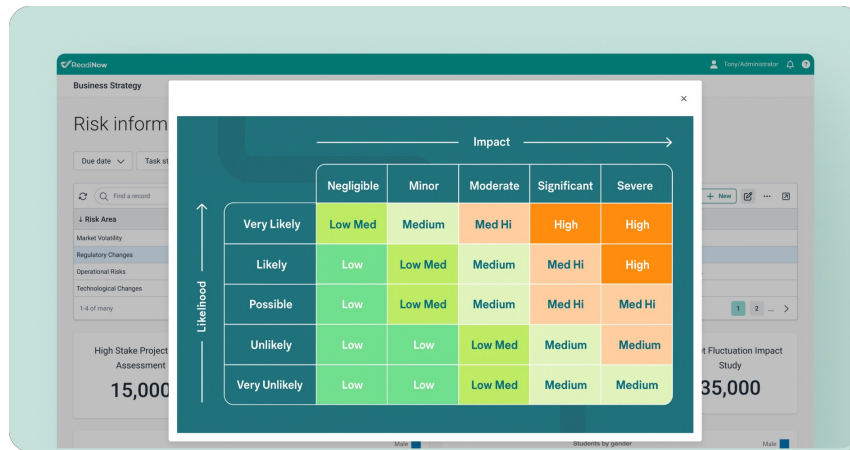 ReadiNow
Tony/Administrator
Business Strategy
Risk inform
Due date
Task st
Find a record
New
Risk Area
Market Volatility
Regulatory Changes
Operational Risks
Technological Changes
1-4 of many
1 2 ...
High Stake Project
Assessment
15,000
t Fluctuation Impact
Study
35,000
Impact
Likelihood
Negligible Minor Moderate Significant Severe
Very Likely Low Med Medium Med Hi High High
Likely Low Low Med Medium Med Hi High
Possible Low Low Med Medium Med Hi Med Hi
Unlikely Low Low Low Med Medium Medium
Very Unlikely Low Low Low Med Medium Medium
Male
Students by gender
Male